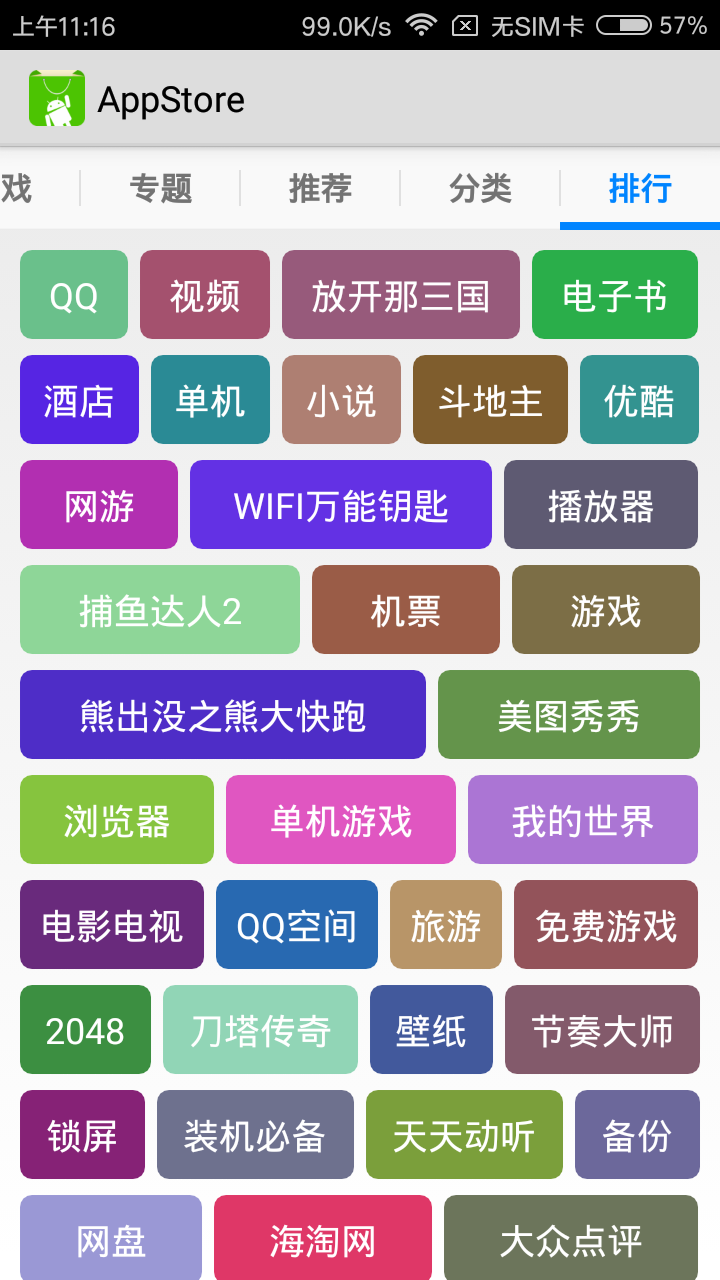 上午11:16 99.0K/s 无SIM卡 57%
AppStore
戏 专题 推荐 分类 排行
QQ 视频 放开那三国 电子书
酒店 单机 小说 斗地主 优酷
网游 WIFI万能钥匙 播放器
捕鱼达人2 机票 游戏
熊出没之熊大快跑 美图秀秀
浏览器 单机游戏 我的世界
电影电视 QQ空间 旅游 免费游戏
2048 刀塔传奇 壁纸 节奏大师
锁屏 装机必备 天天动听 备份
网盘 海淘网 大众点评